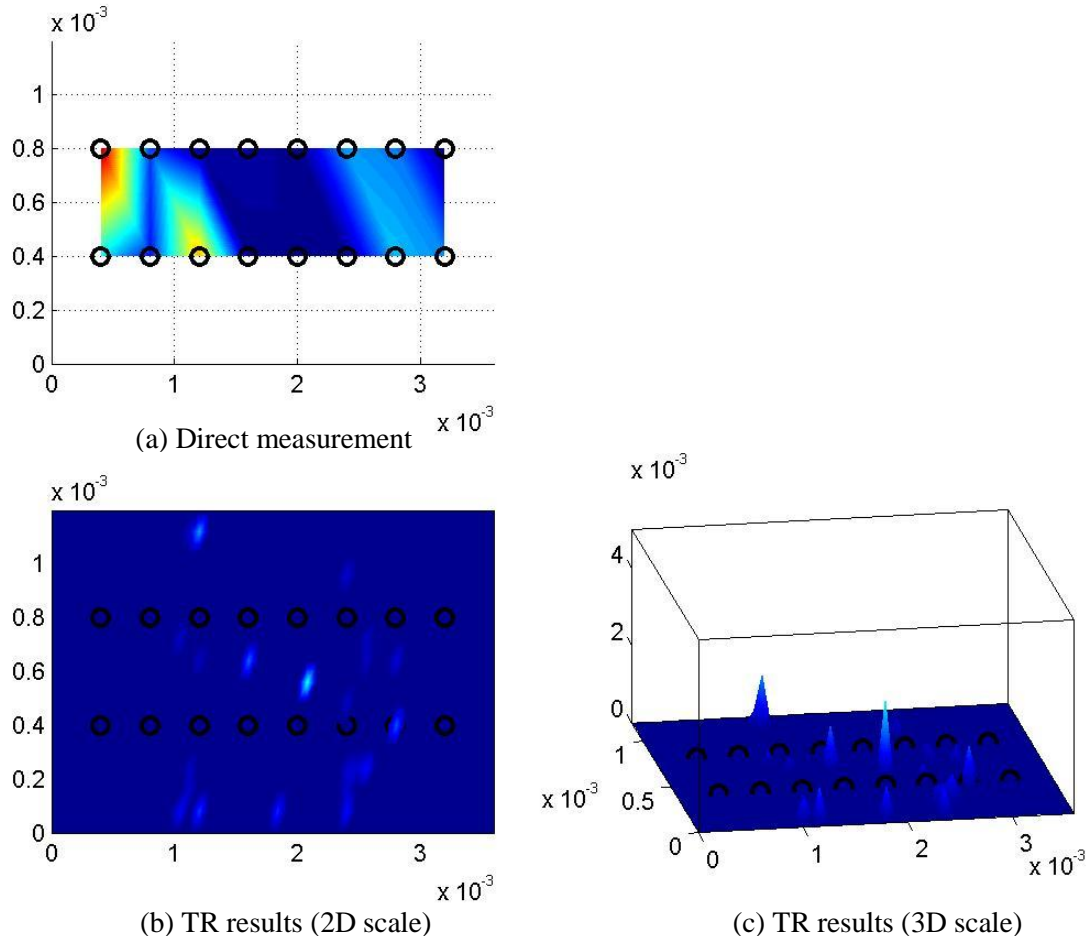 x 10-3
1
0.8
0.6
0.4
0.2
0
0 1 2 3
x 10-3
(a) Direct measurement
x 10-3
1
0.8
0.6
0.4
0.2
0
0 1 2 3
x 10-3
(b) TR results (2D scale)
x 10-3
4
2
0
1
0.5
0
x 10-3
0 1 2 3
x 10-3
(c) TR results (3D scale)